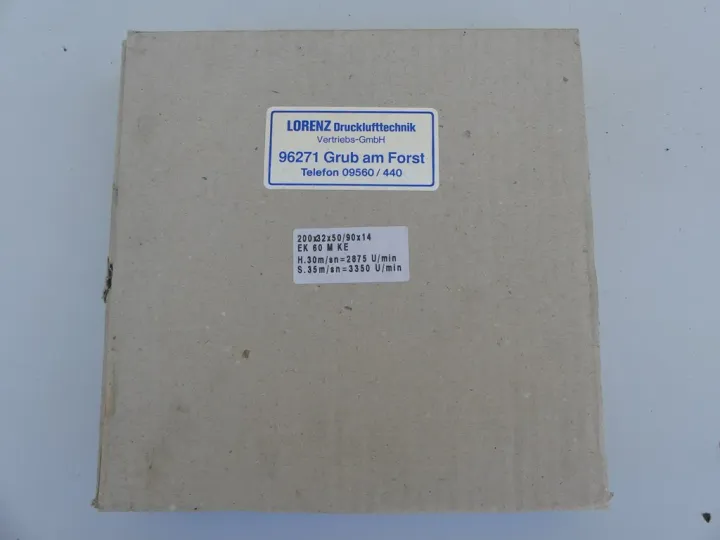 LORENZ Drucklufttechnik
Vertriebs-GmbH
96271 Grub am Forst
Telefon 09560 / 440
200x32x50/90x14
EK 60 M KE
H.30m/sn=2875 U/min
S.35m/sn=3350 U/min